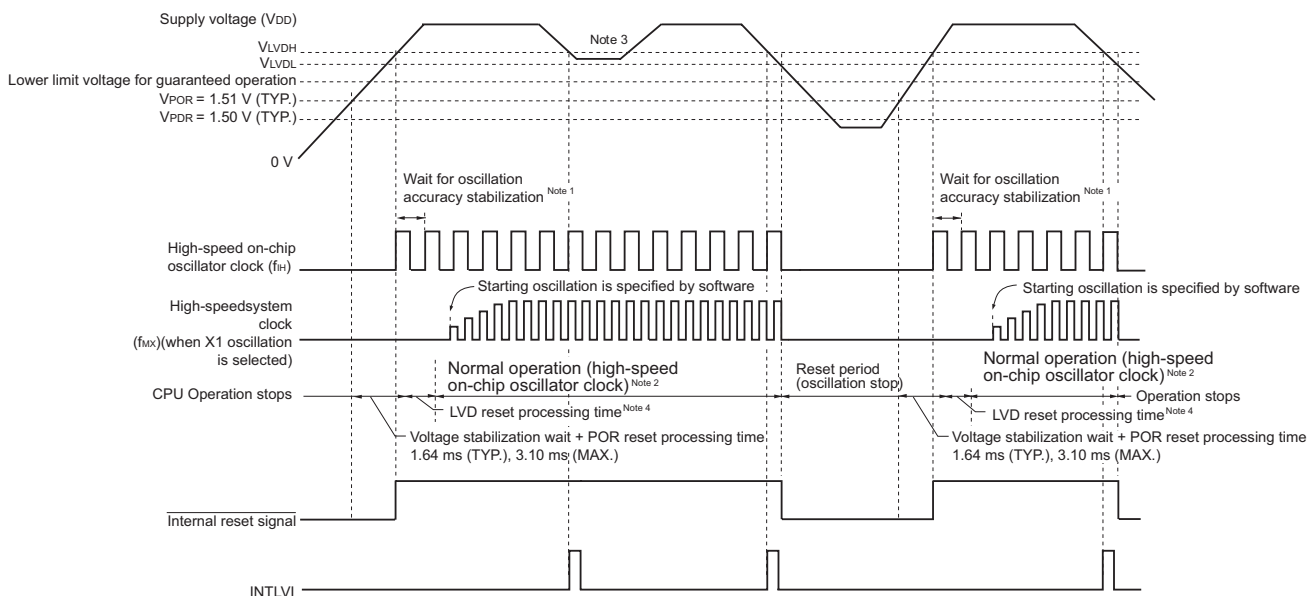 Supply voltage (VDD)
VLVDH
Note 3
VLVDL
Lower limit voltage for guaranteed operation
VPOR = 1.51 V (TYP.)
VPDR = 1.50 V (TYP.)
0 V
Wait for oscillation
accuracy stabilization Note 1
Wait for oscillation
accuracy stabilization Note 1
High-speed on-chip
oscillator clock (fIH)
Starting oscillation is specified by software
Starting oscillation is specified by software
High-speedsystem
clock
(fMX)(when X1 oscillation
is selected)
Normal operation (high-speed
on-chip oscillator clock) Note 2
Reset period
(oscillation stop)
Normal operation (high-speed
on-chip oscillator clock) Note 2
CPU Operation stops
Operation stops
LVD reset processing time Note 4
LVD reset processing time Note 4
Voltage stabilization wait + POR reset processing time
1.64 ms (TYP.), 3.10 ms (MAX.)
Voltage stabilization wait + POR reset processing time
1.64 ms (TYP.), 3.10 ms (MAX.)
Internal reset signal
INTLVI